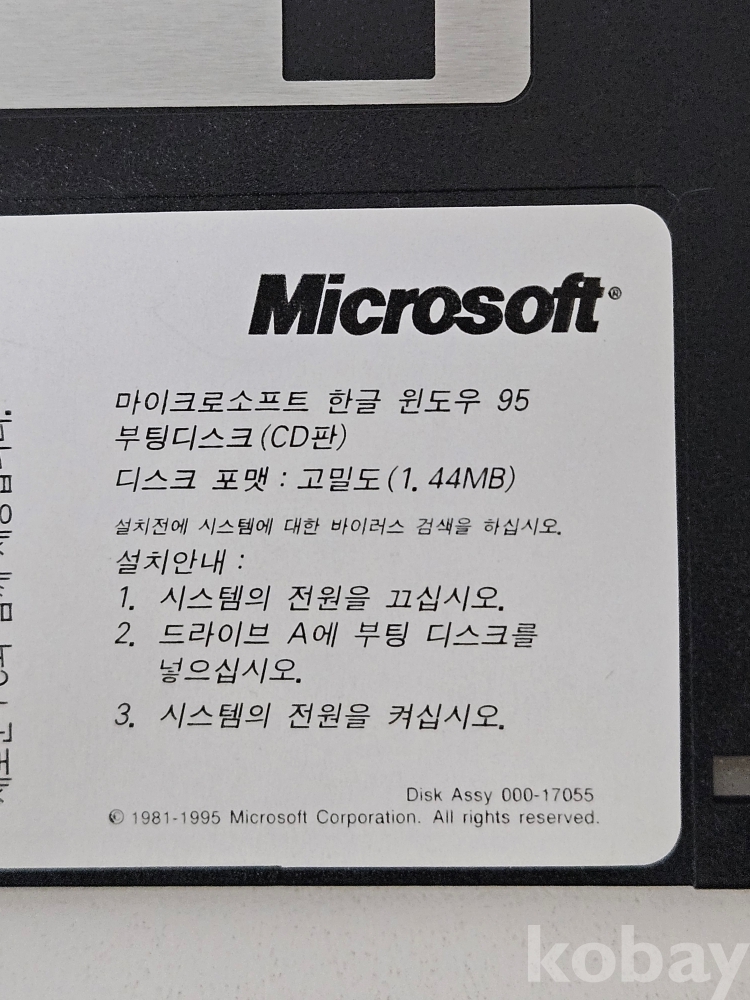 Microsoft®
마이크로소프트 한글 윈도우 95
부팅디스크(CD판)
디스크 포맷 : 고밀도(1.44MB)
설치전에 시스템에 대한 바이러스 검색을 하십시오.
설치안내 :
1. 시스템의 전원을 끄십시오.
2. 드라이브 A에 부팅 디스크를
넣으십시오.
3. 시스템의 전원을 켜십시오.
Disk Assy 000-17055
© 1981-1995 Microsoft Corporation. All rights reserved.
kobay